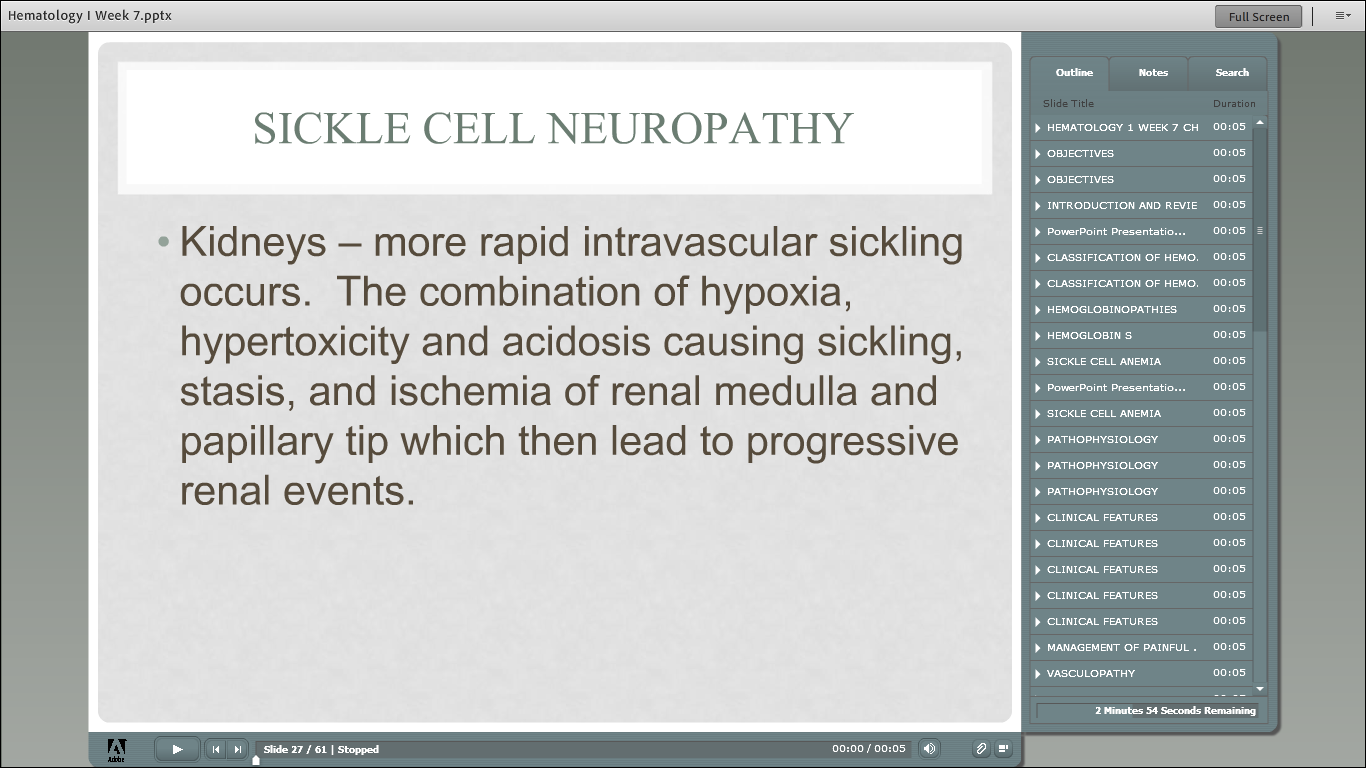 Hematology I Week 7.pptx
Full Screen
SICKLE CELL NEUROPATHY
• Kidneys – more rapid intravascular sickling
occurs.  The combination of hypoxia,
hypertoxicity and acidosis causing sickling,
stasis, and ischemia of renal medulla and
papillary tip which then lead to progressive
renal events.
Outline Notes Search
Slide Title Duration
HEMATOLOGY 1 WEEK 7 CH 00:05
OBJECTIVES 00:05
OBJECTIVES 00:05
INTRODUCTION AND REVIE 00:05
PowerPoint Presentatio... 00:05
CLASSIFICATION OF HEMO. 00:05
CLASSIFICATION OF HEMO. 00:05
HEMOGLOBINOPATHIES 00:05
HEMOGLOBIN S 00:05
SICKLE CELL ANEMIA 00:05
PowerPoint Presentatio... 00:05
SICKLE CELL ANEMIA 00:05
PATHOPHYSIOLOGY 00:05
PATHOPHYSIOLOGY 00:05
PATHOPHYSIOLOGY 00:05
CLINICAL FEATURES 00:05
CLINICAL FEATURES 00:05
CLINICAL FEATURES 00:05
CLINICAL FEATURES 00:05
CLINICAL FEATURES 00:05
MANAGEMENT OF PAINFUL . 00:05
VASCULOPATHY 00:05
2 Minutes 54 Seconds Remaining
Adobe
Slide 27 / 61 | Stopped 00:00 / 00:05